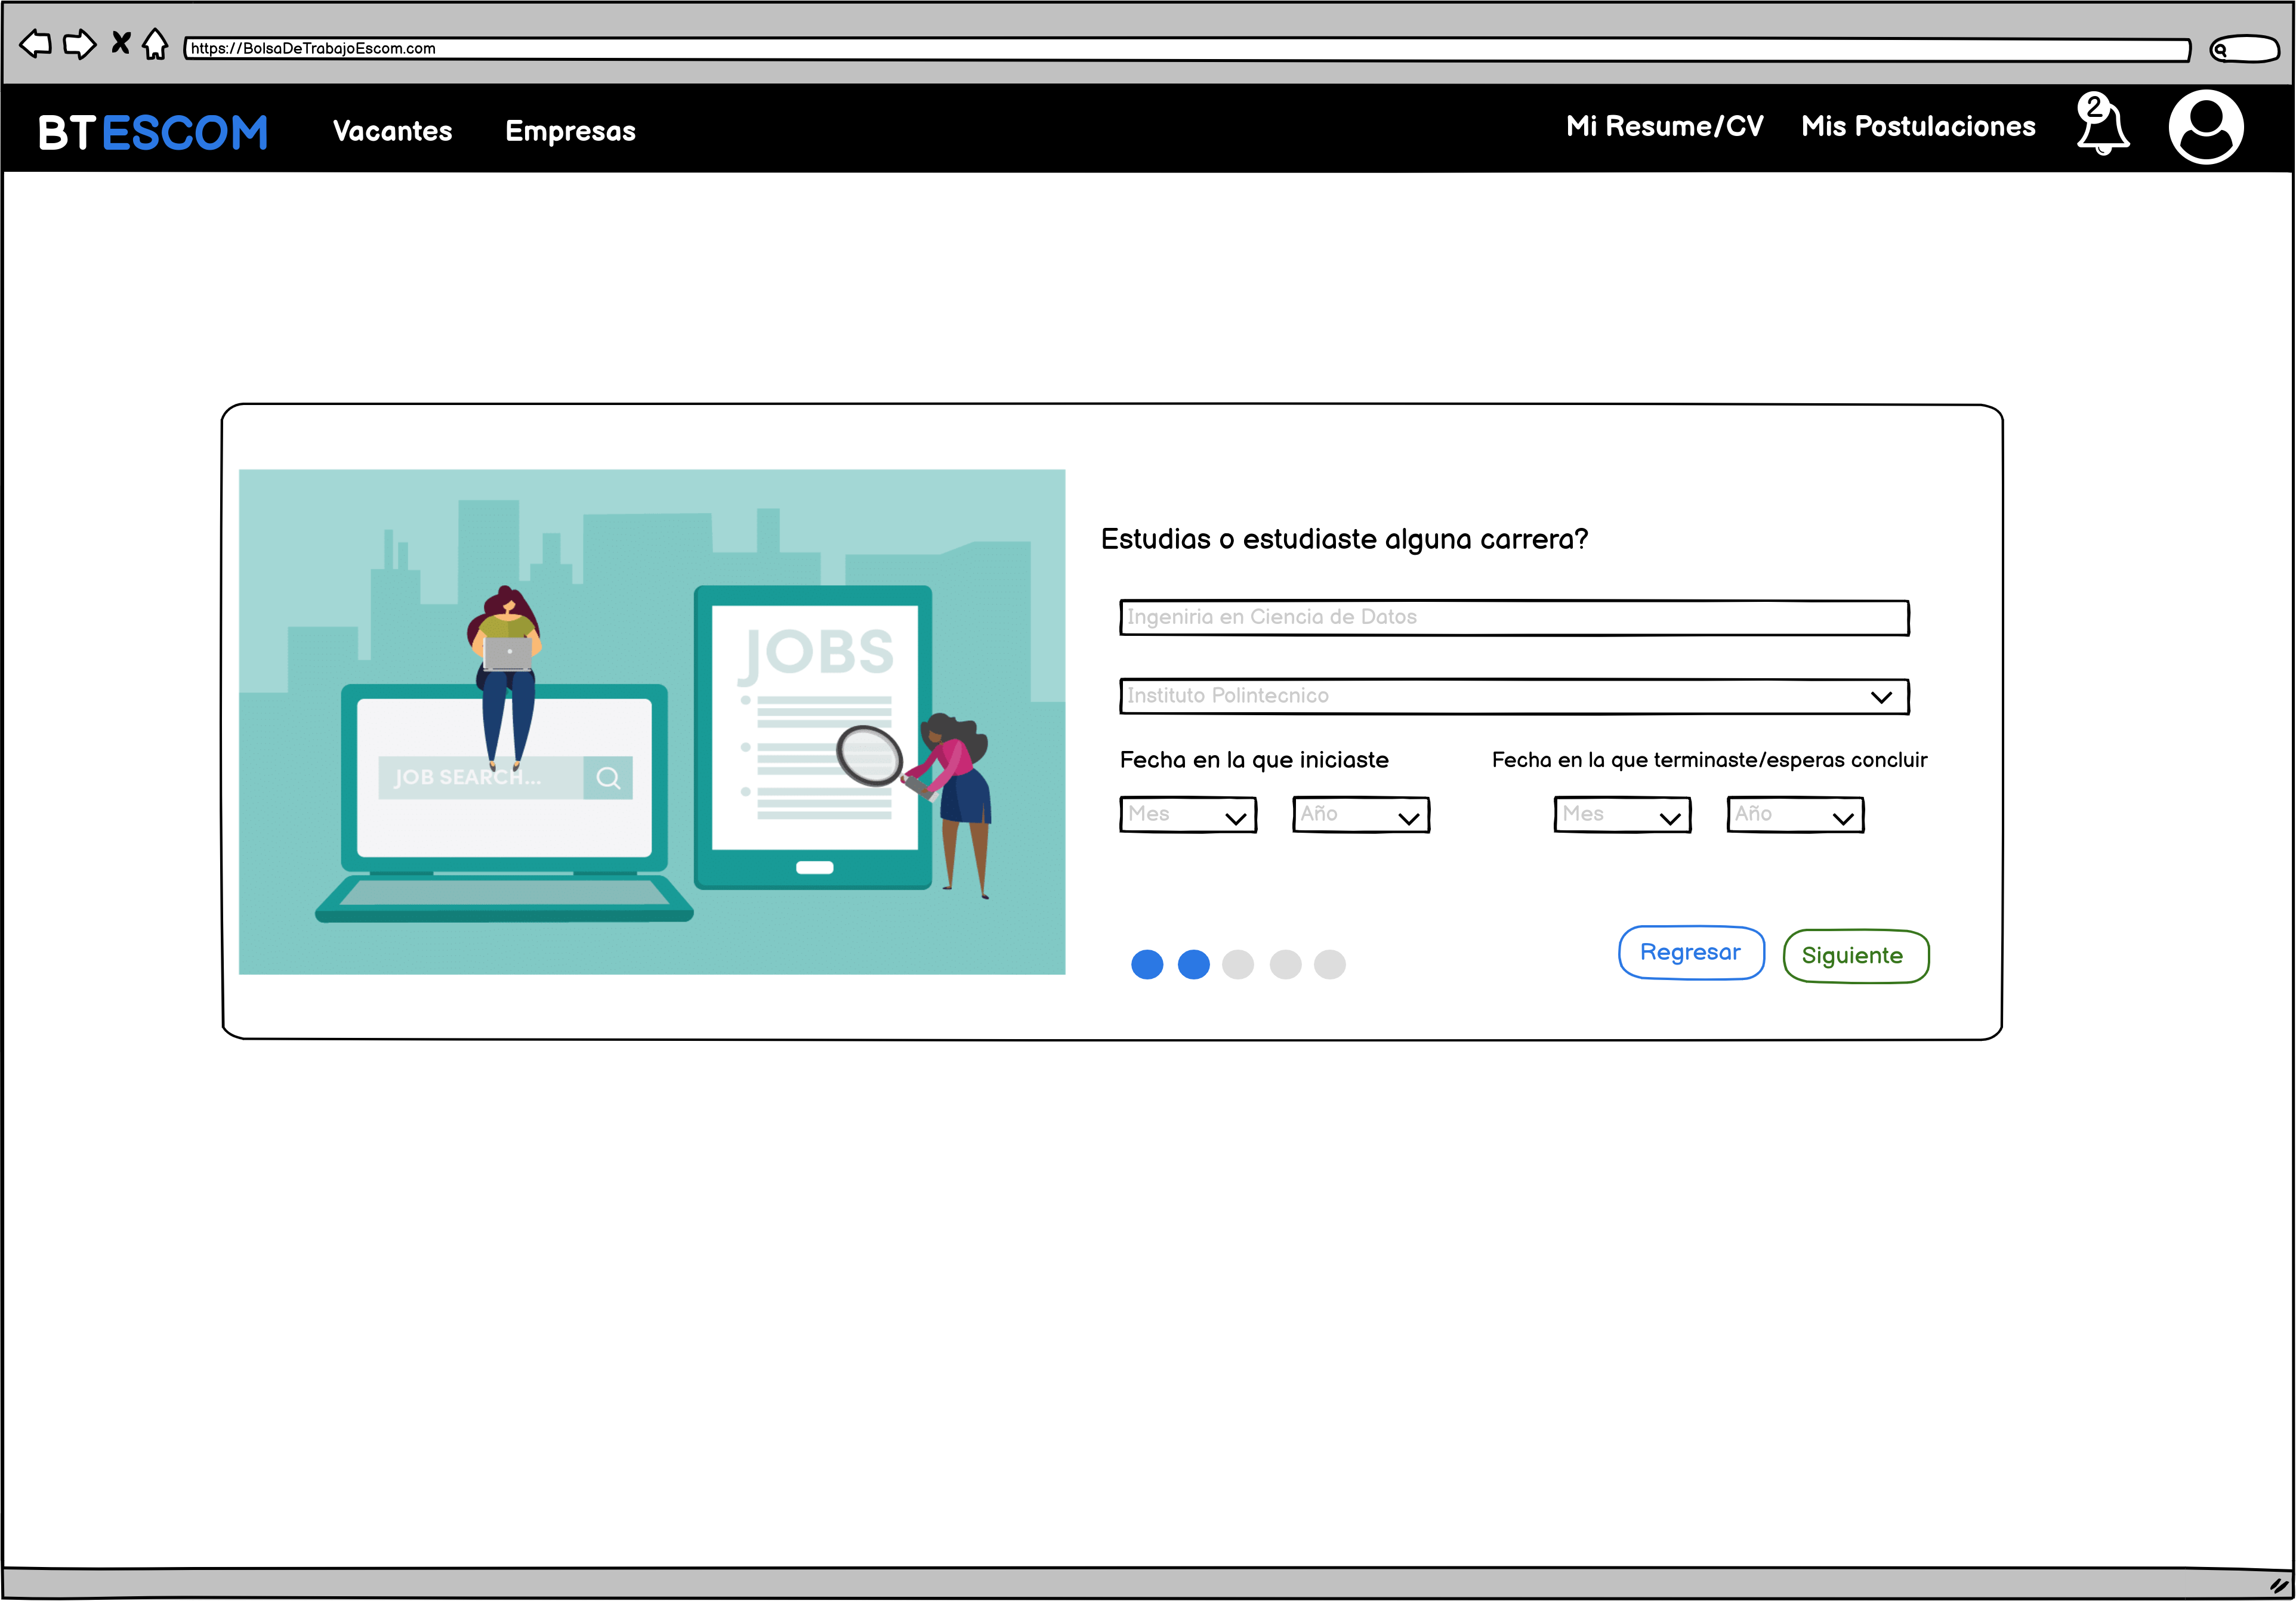 https://BolsaDeTrabajoEscom.com
BTESCOM Vacantes Empresas Mi Resume/CV Mis Postulaciones 2
JOBS
JOB SEARCH...
Estudias o estudiaste alguna carrera?
Ingeniria en Ciencia de Datos
Instituto Polintecnico
Fecha en la que iniciaste Fecha en la que terminaste/esperas concluir
Mes Año Mes Año
Regresar Siguiente